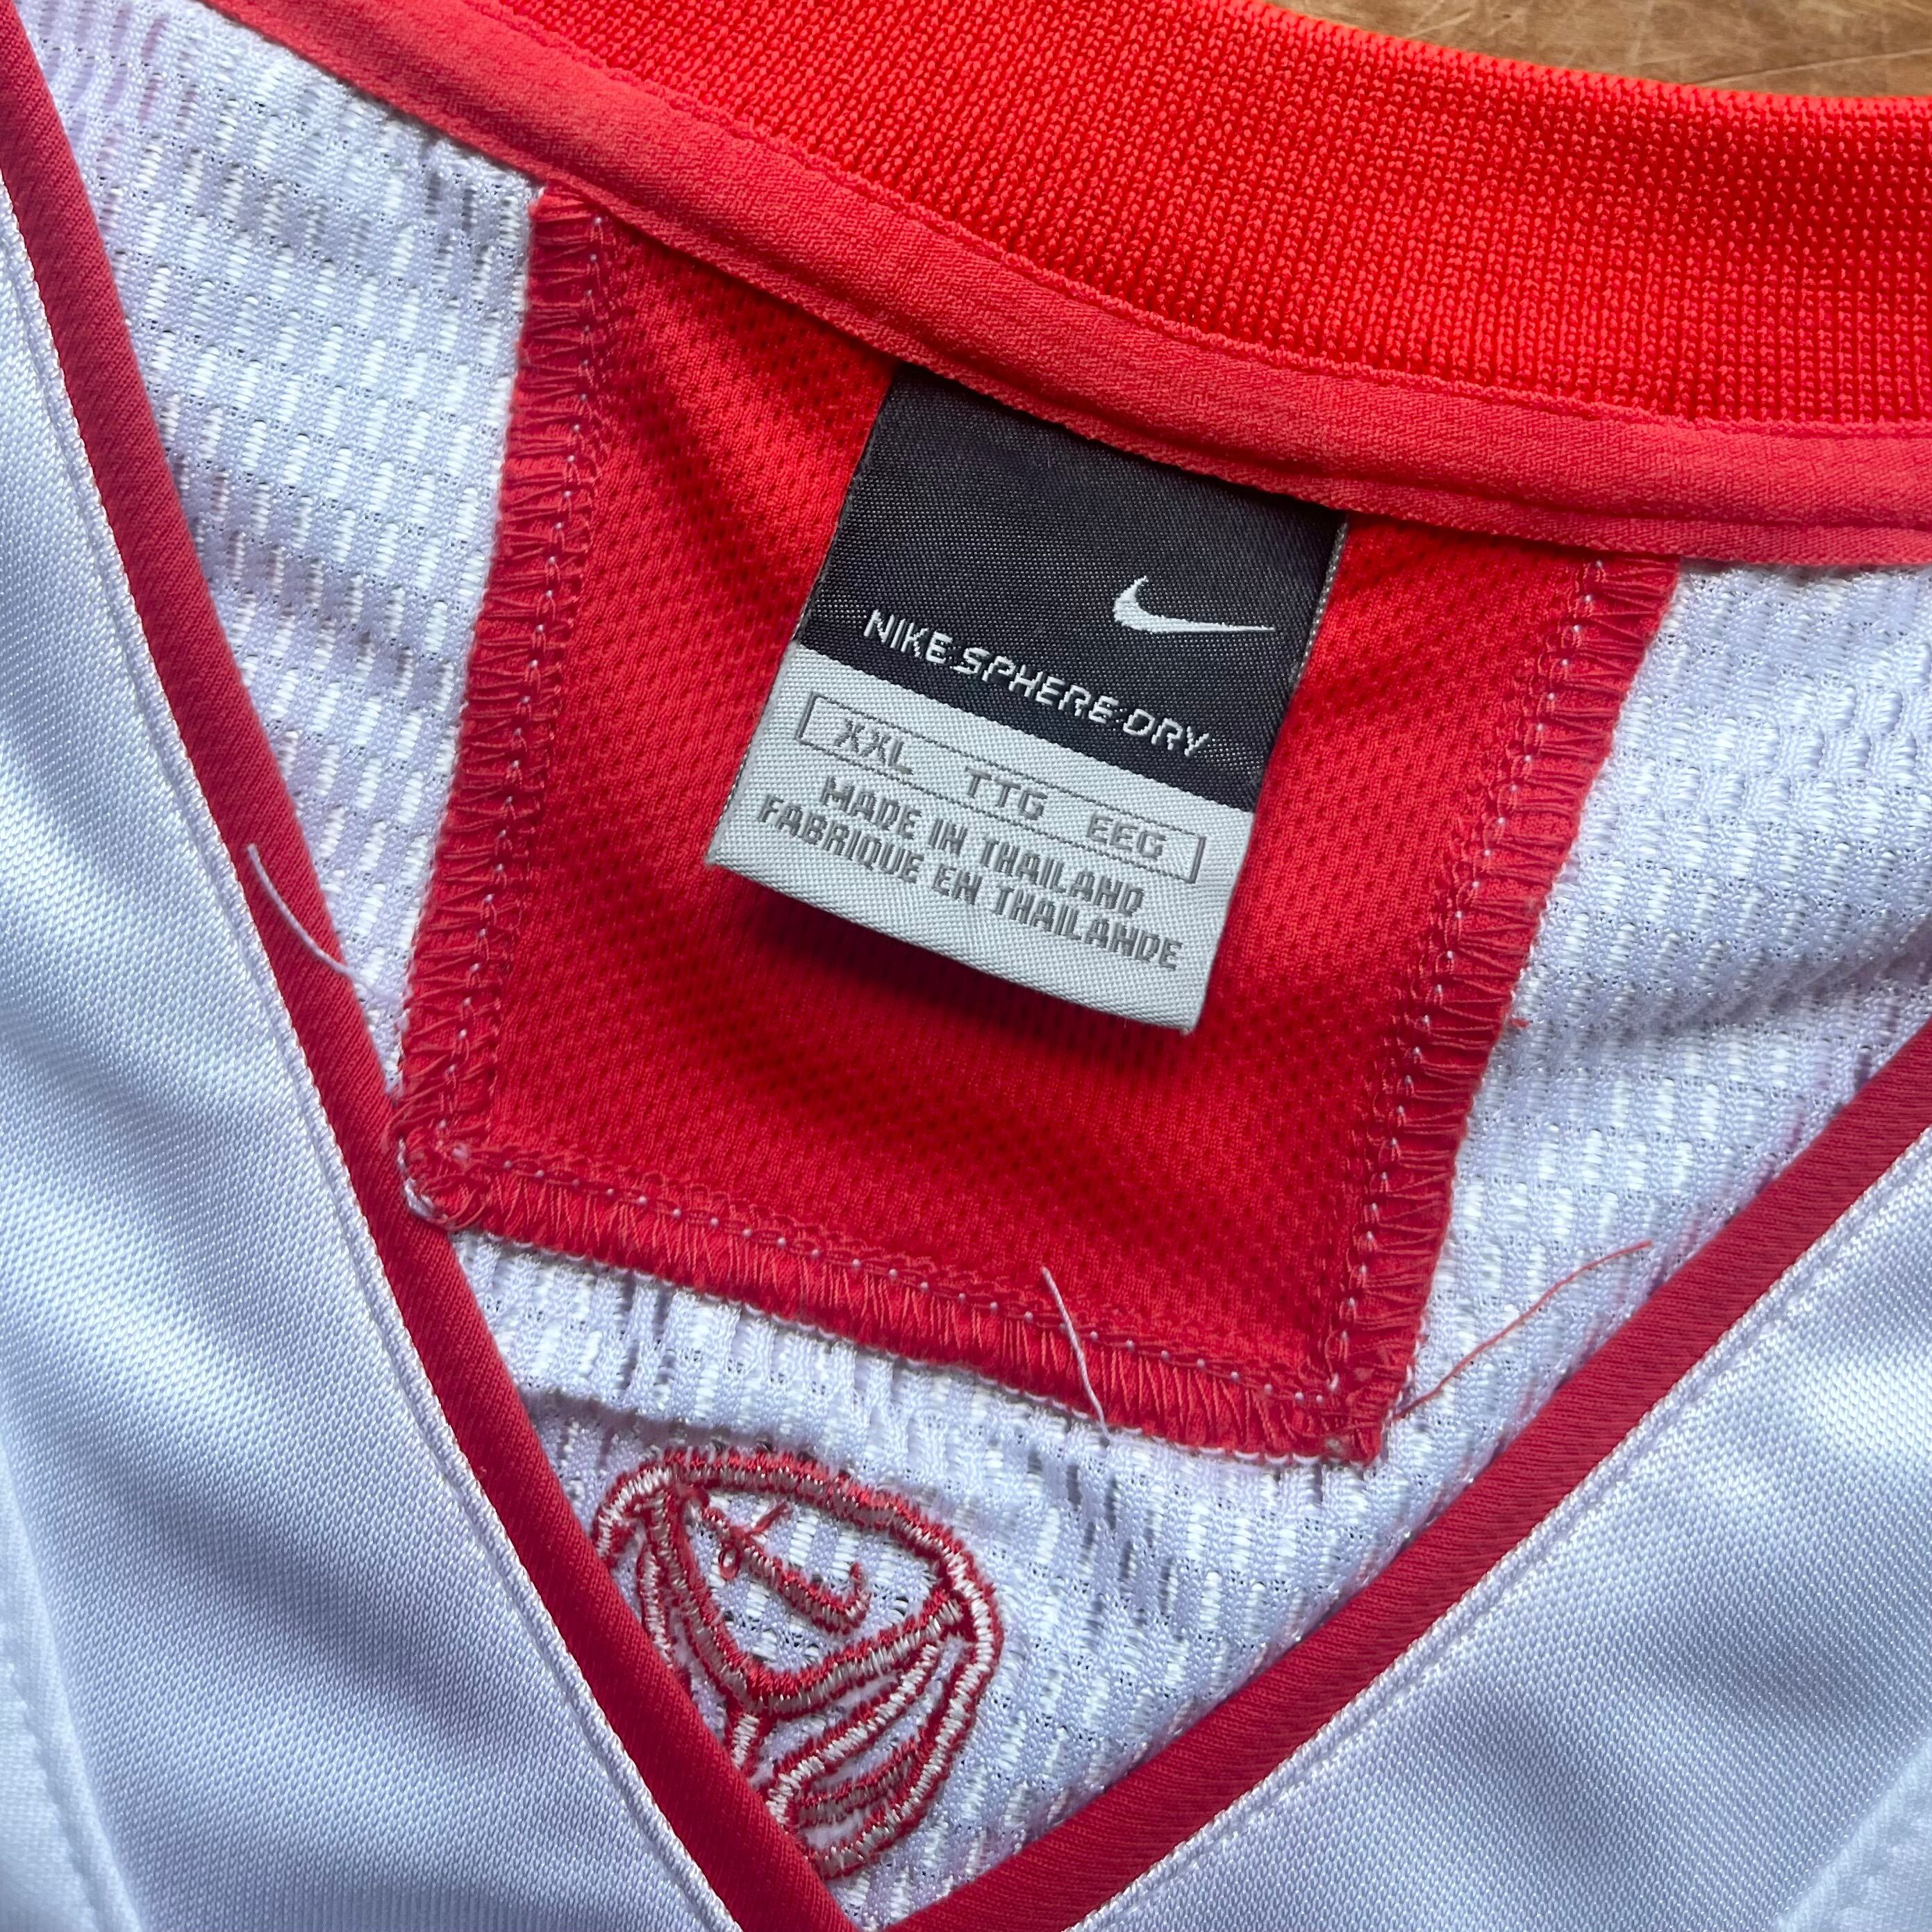 NIKE SPHERE DRY
XXL TTG EEG
MADE IN THAILAND
FABRIQUE EN THAILANDE